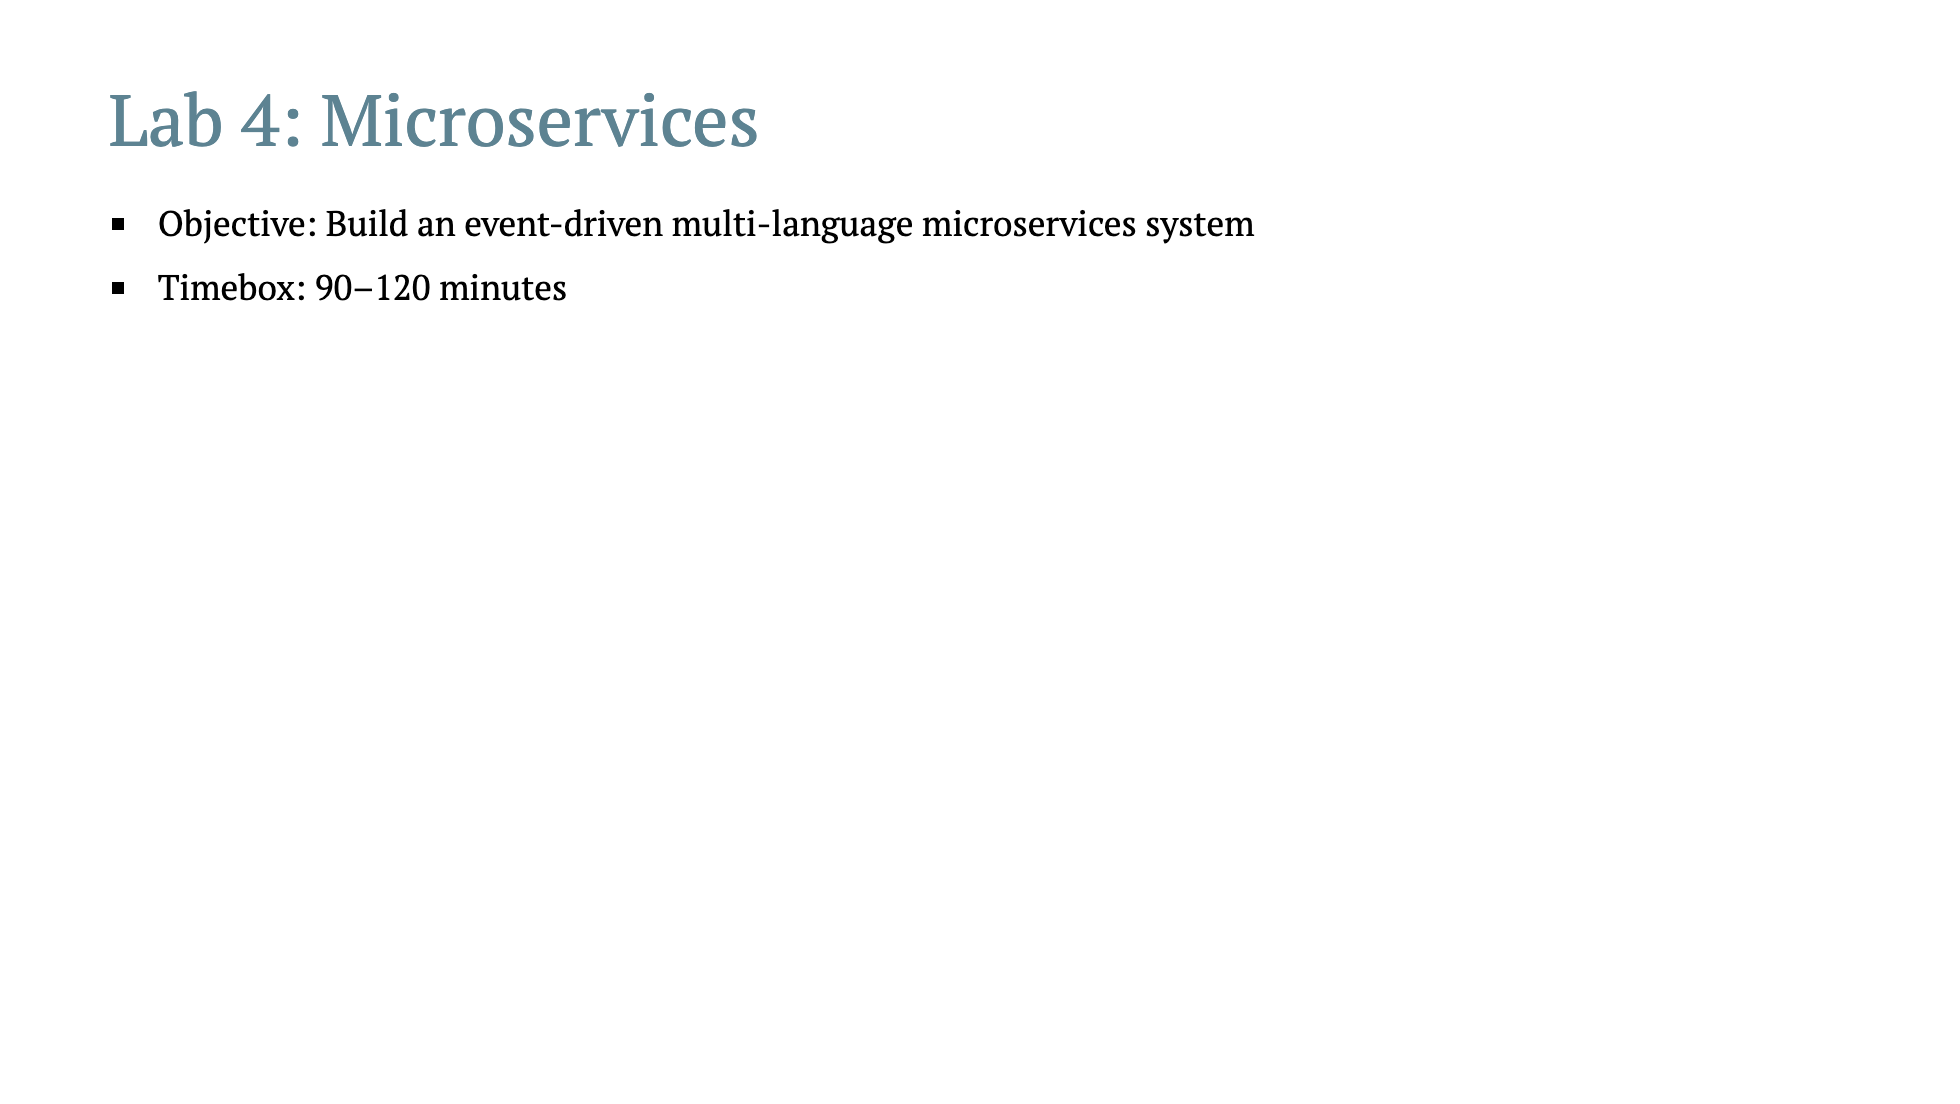 Lab 4: Microservices
▪ Objective: Build an event-driven multi-language microservices system
▪ Timebox: 90–120 minutes